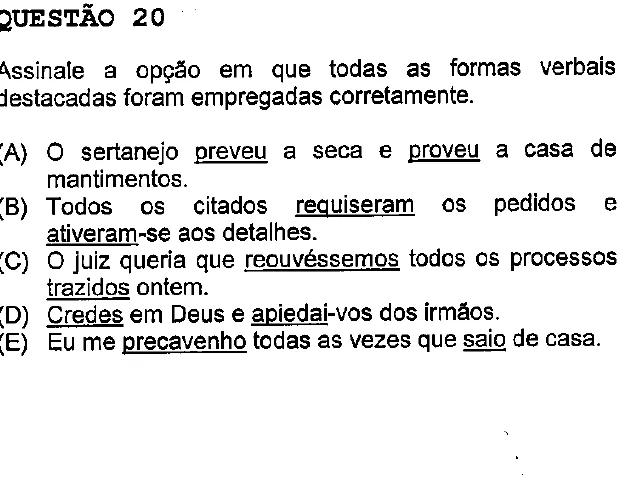 QUESTÃO 20
Assinale a opção em que todas as formas verbais
destacadas foram empregadas corretamente.
(A) O sertanejo preveu a seca e proveu a casa de
mantimentos.
(B) Todos os citados requiseram os pedidos e
ativeram-se aos detalhes.
(C) O juiz queria que reouvéssemos todos os processos
trazidos ontem.
(D) Credes em Deus e apiedai-vos dos irmãos.
(E) Eu me precavenho todas as vezes que saio de casa.